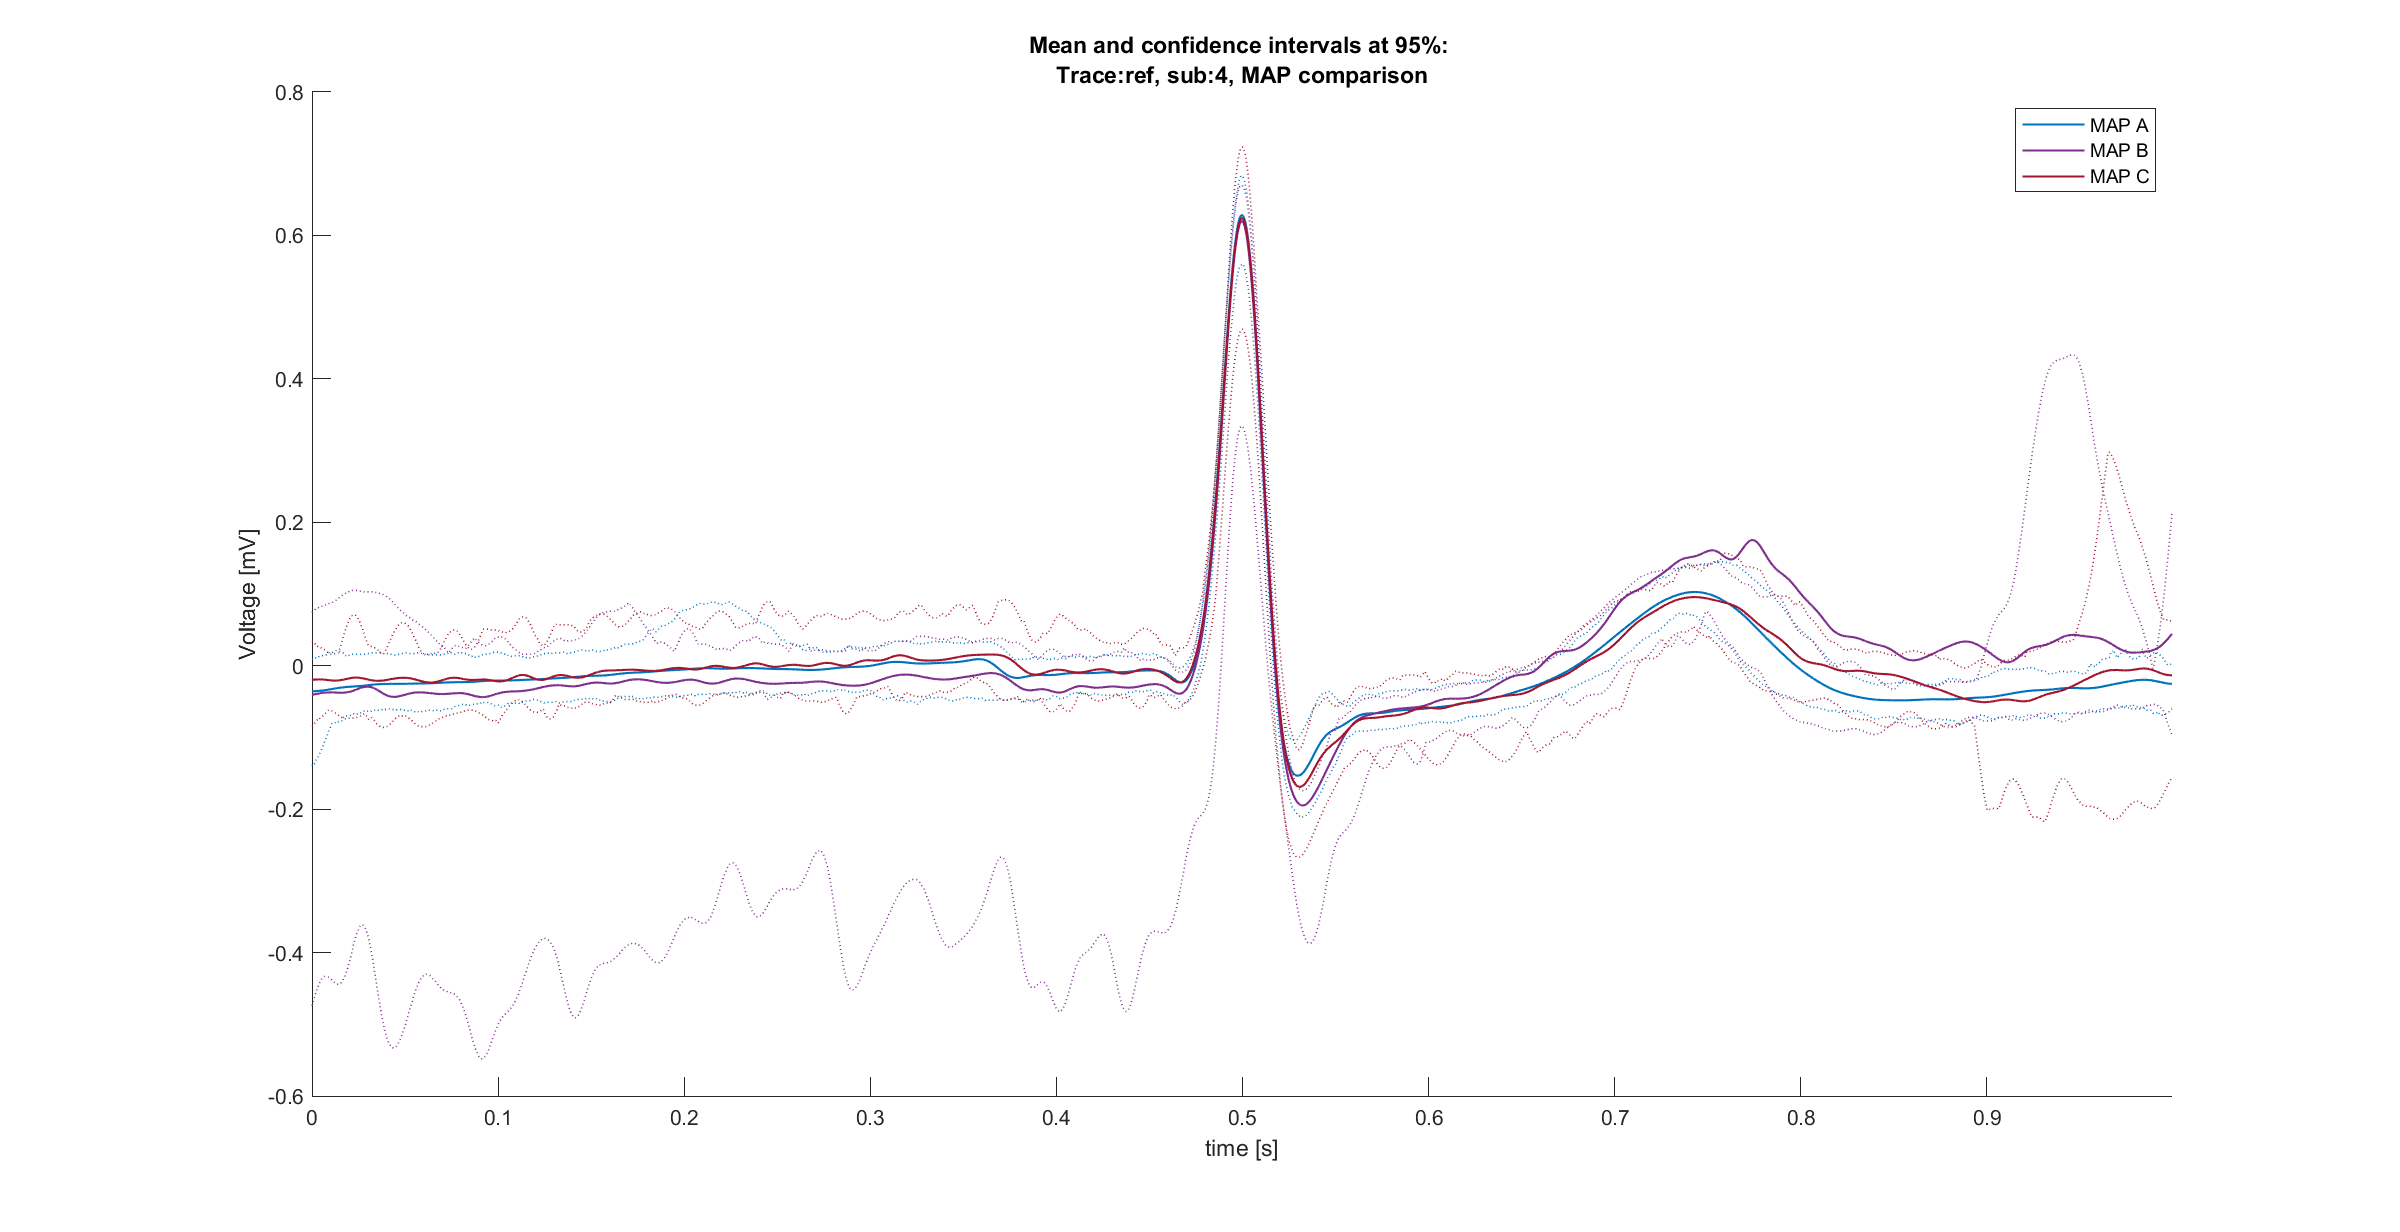 Mean and confidence intervals at 95%:
Trace:ref, sub:4, MAP comparison
MAP A
MAP B
MAP C
Voltage [mV]
0.8
0.6
0.4
0.2
0
-0.2
-0.4
-0.6
0 0.1 0.2 0.3 0.4 0.5 0.6 0.7 0.8 0.9
time [s]